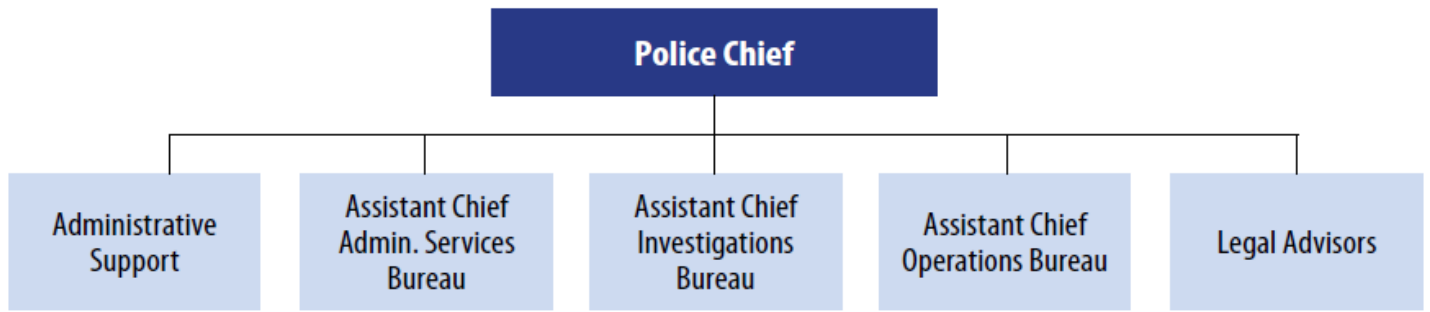 Police Chief
Administrative
Support
Assistant Chief
Admin. Services
Bureau
Assistant Chief
Investigations
Bureau
Assistant Chief
Operations Bureau
Legal Advisors